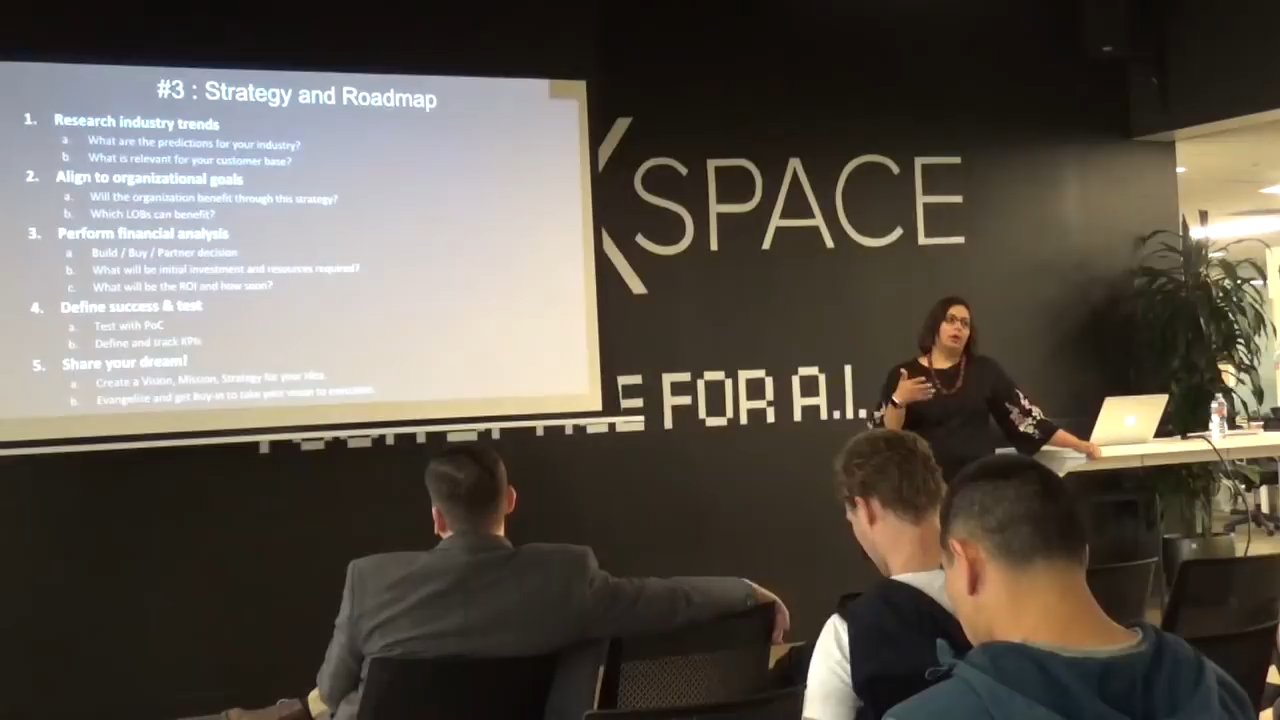 #3 : Strategy and Roadmap
1. Research industry trends
a. What are the predictions for your industry?
b. What is relevant for your customer base?
2. Align to organizational goals
a. Will the organization benefit through this strategy?
b. Which LOBs can benefit?
3. Perform financial analysis
a Build / Buy / Partner decision
b. What will be initial investment and resources required?
c. What will be the ROI and how soon?
4. Define success & test
a. Test with PoC
b. Define and track KPIs
5. Share your dream!
a. Create a Vision, Mission, Strategy for your idea.
b. Evangelize and get buy-in to take your vision to execution.
SPACE
FOR A.I.